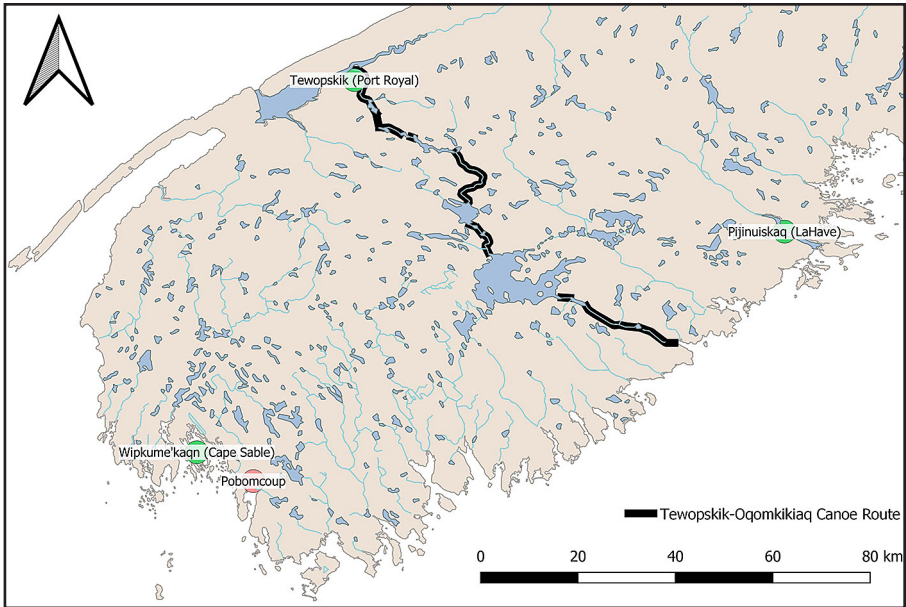 Tewopskik (Port Royal)
Pijinuiskaq (LaHave)
Wipkume'kaqn (Cape Sable)
Pobomcoup
Tewopskik-Oqomkikiaq Canoe Route
0 20 40 60 80 km